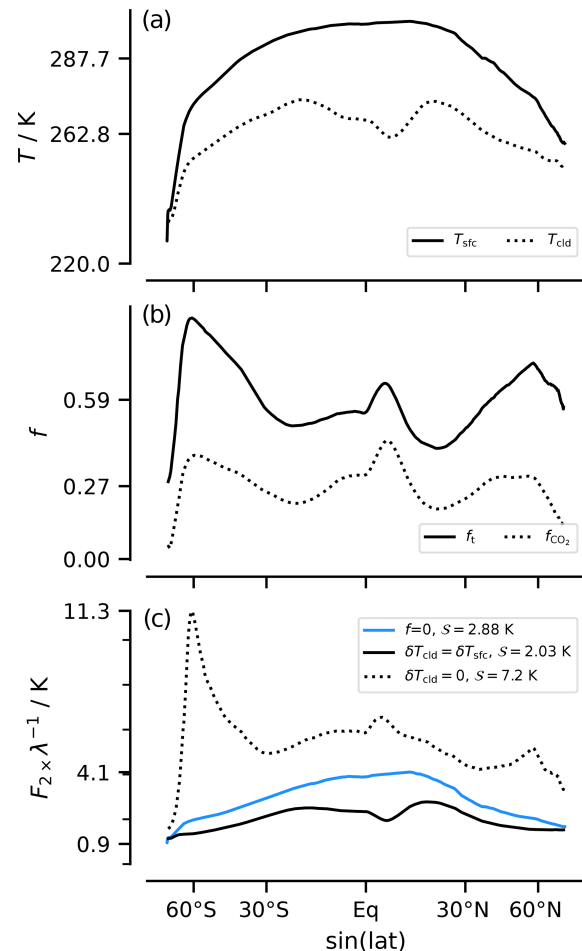 (a)
287.7
262.8
220.0
T / K
T_sfc T_cld
(b)
0.59
0.27
0.00
f
f_t f_CO₂
(c)
11.3
4.1
0.9
F₂ₓ λ⁻¹ / K
f=0, 𝒮 = 2.88 K
δT_cld = δT_sfc, 𝒮 = 2.03 K
δT_cld = 0, 𝒮 = 7.2 K
60°S 30°S Eq 30°N 60°N
sin(lat)